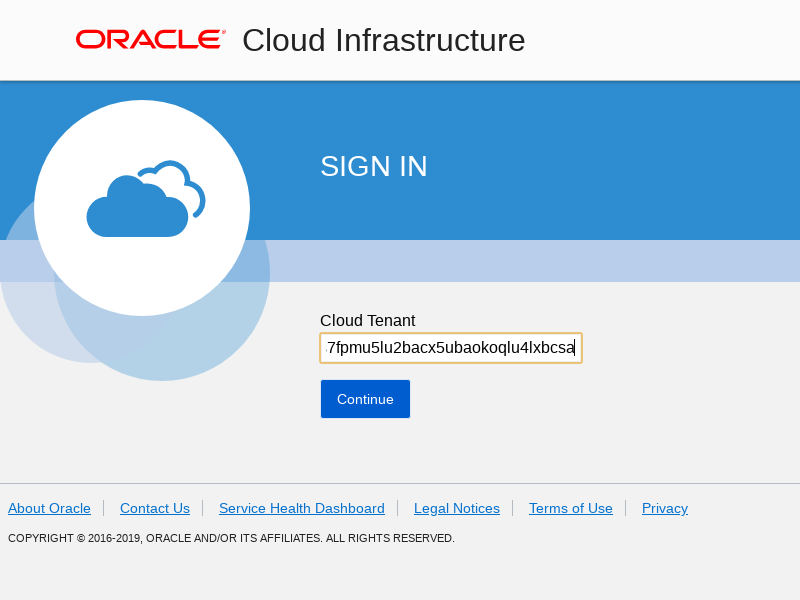 ORACLE Cloud Infrastructure
SIGN IN
Cloud Tenant
7fpmu5lu2bacx5ubaokoqlu4lxbcsa
Continue
About Oracle
Contact Us
Service Health Dashboard
Legal Notices
Terms of Use
Privacy
COPYRIGHT © 2016-2019, ORACLE AND/OR ITS AFFILIATES. ALL RIGHTS RESERVED.